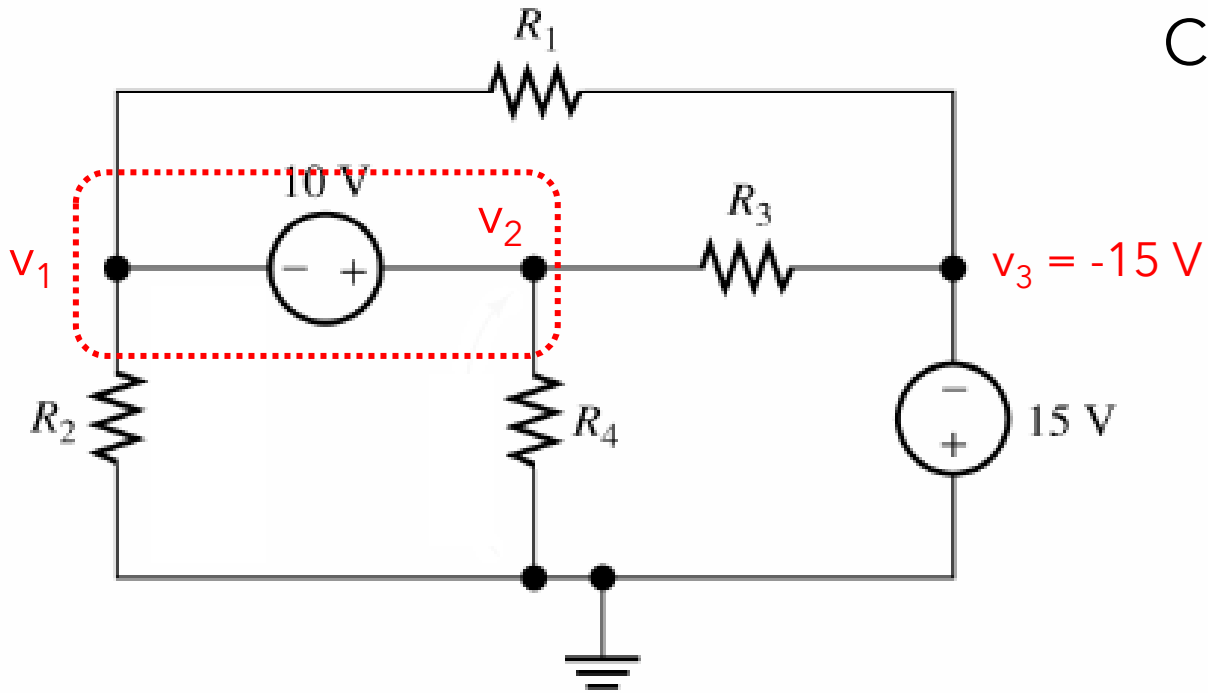 R₁
C
10 V
− +
v₁
v₂
R₃
v₃ = -15 V
R₂
R₄
−
+
15 V